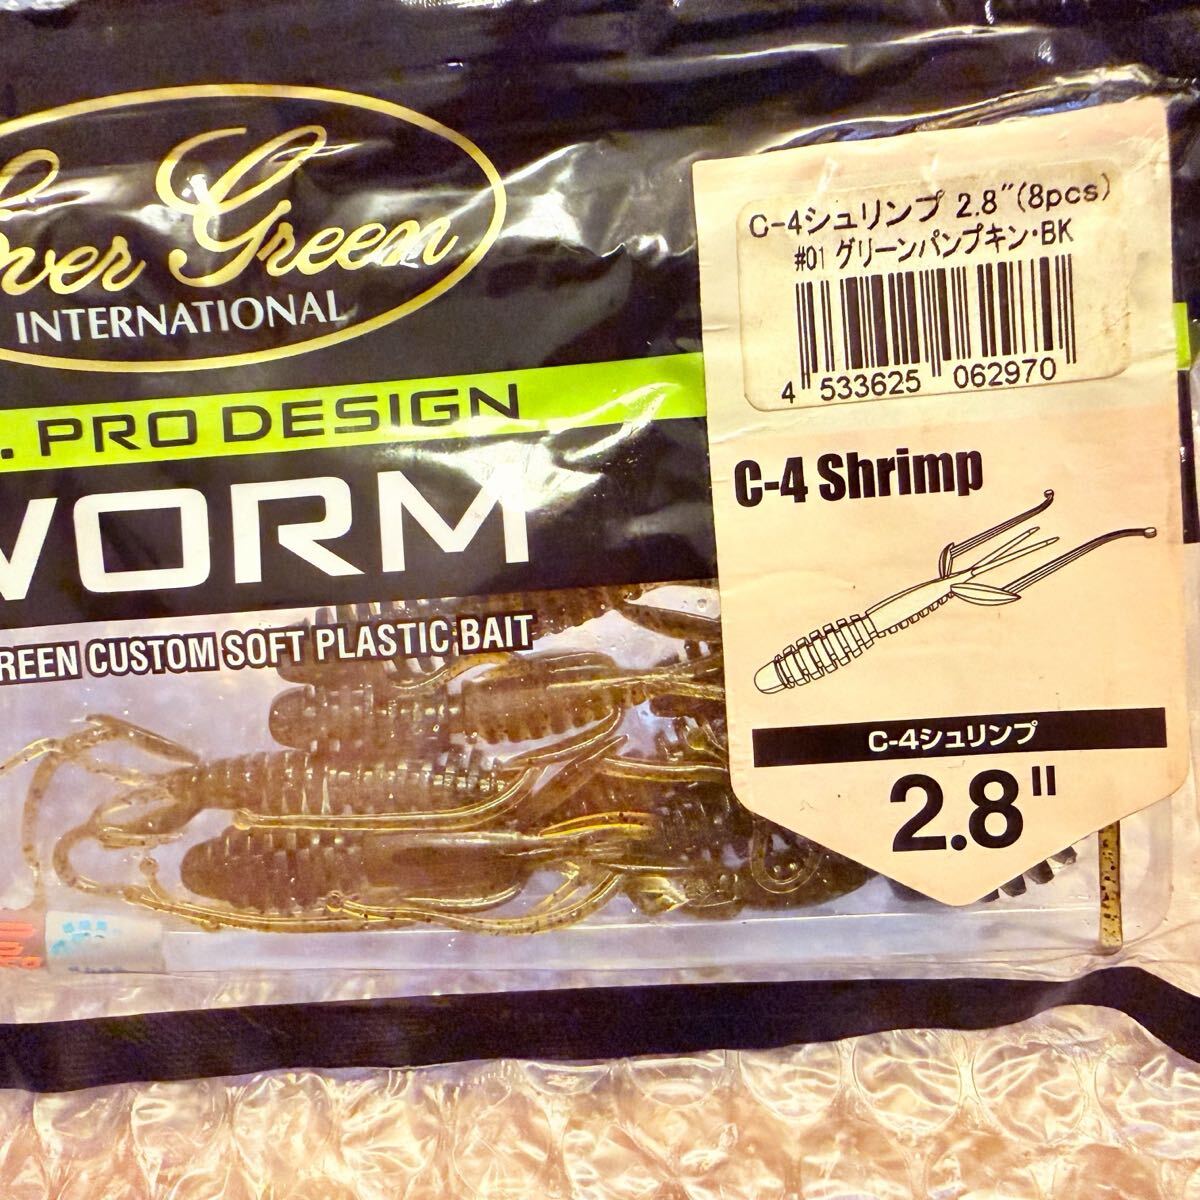 Ever Green
INTERNATIONAL
. PRO DESIGN
WORM
GREEN CUSTOM SOFT PLASTIC BAIT
C-4シュリンプ 2.8"(8pcs)
#01 グリーンパンプキン・BK
4 533625 062970
C-4 Shrimp
C-4シュリンプ
2.8"